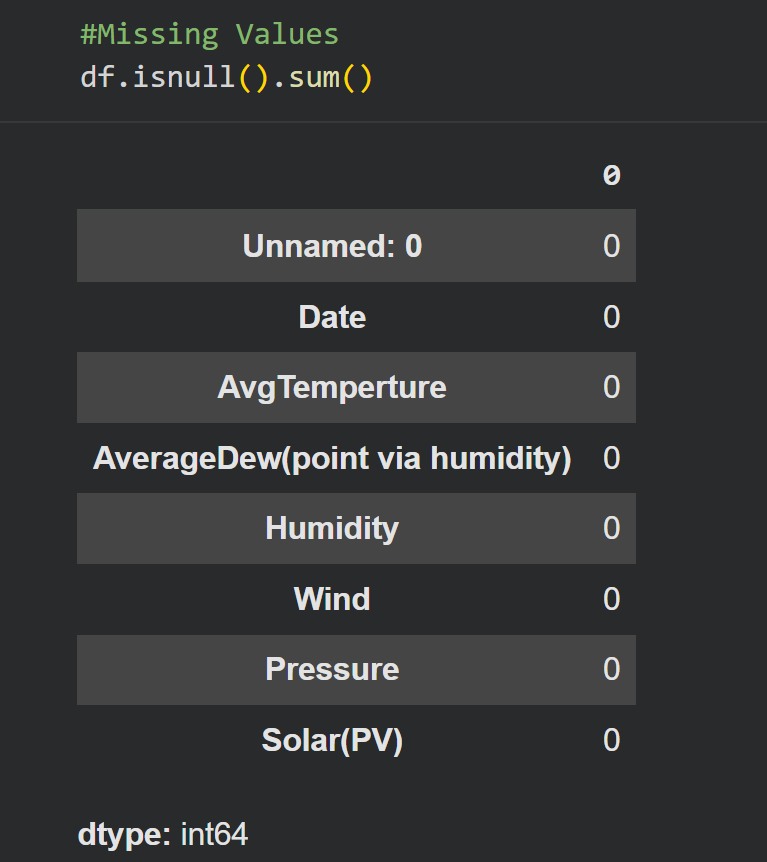 #Missing Values
df.isnull().sum()
0
Unnamed: 0 0
Date 0
AvgTemperture 0
AverageDew(point via humidity) 0
Humidity 0
Wind 0
Pressure 0
Solar(PV) 0
dtype: int64